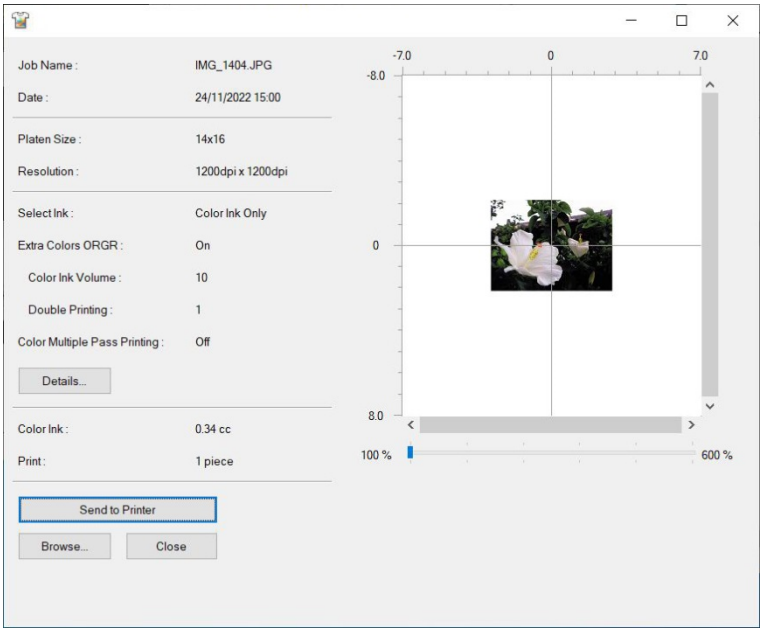 Job Name : IMG_1404.JPG
Date : 24/11/2022 15:00
Platen Size : 14x16
Resolution : 1200dpi x 1200dpi
Select Ink : Color Ink Only
Extra Colors ORGR : On
Color Ink Volume : 10
Double Printing : 1
Color Multiple Pass Printing : Off
Details...
Color Ink : 0.34 cc
Print : 1 piece
Send to Printer
Browse... Close
-7.0 0 7.0
-8.0
0
8.0
100 % 600 %